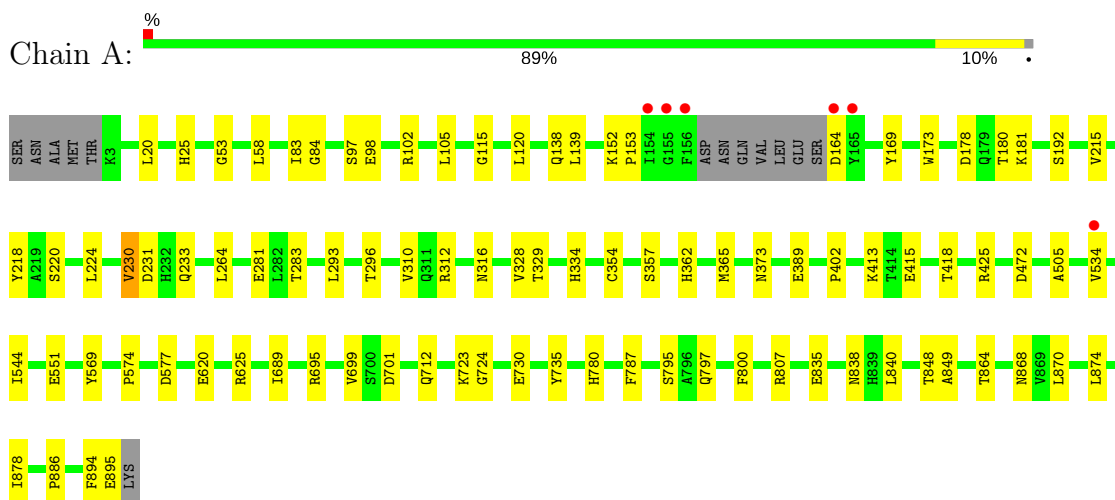 %
Chain A:
89% 10% •
SER ASN ALA MET THR K3 L20 H25 G53 L58 I83 G84 S97 E98 R102 L105 G115 L120 Q138 L139 K152 P153 I154 G155 F156 ASP ASN GLN VAL LEU GLU SER D164 Y165 Y169 W173 D178 Q179 T180 K181 S192 V215
Y218 A219 S220 L224 V230 D231 H232 Q233 L264 E281 L282 T283 L293 T296 V310 Q311 R312 N316 V328 T329 H334 C354 S357 H362 M365 N373 E389 P402 K413 T414 E415 T418 R425 D472 A505 V534
I544 E551 Y569 P574 D577 E620 R625 I689 R695 V699 S700 D701 Q712 K723 G724 E730 Y735 H780 F787 S795 A796 Q797 F800 R807 E835 N838 H839 L840 T848 A849 T864 N868 V869 L870 L874
I878 P886 F894 E895 LYS